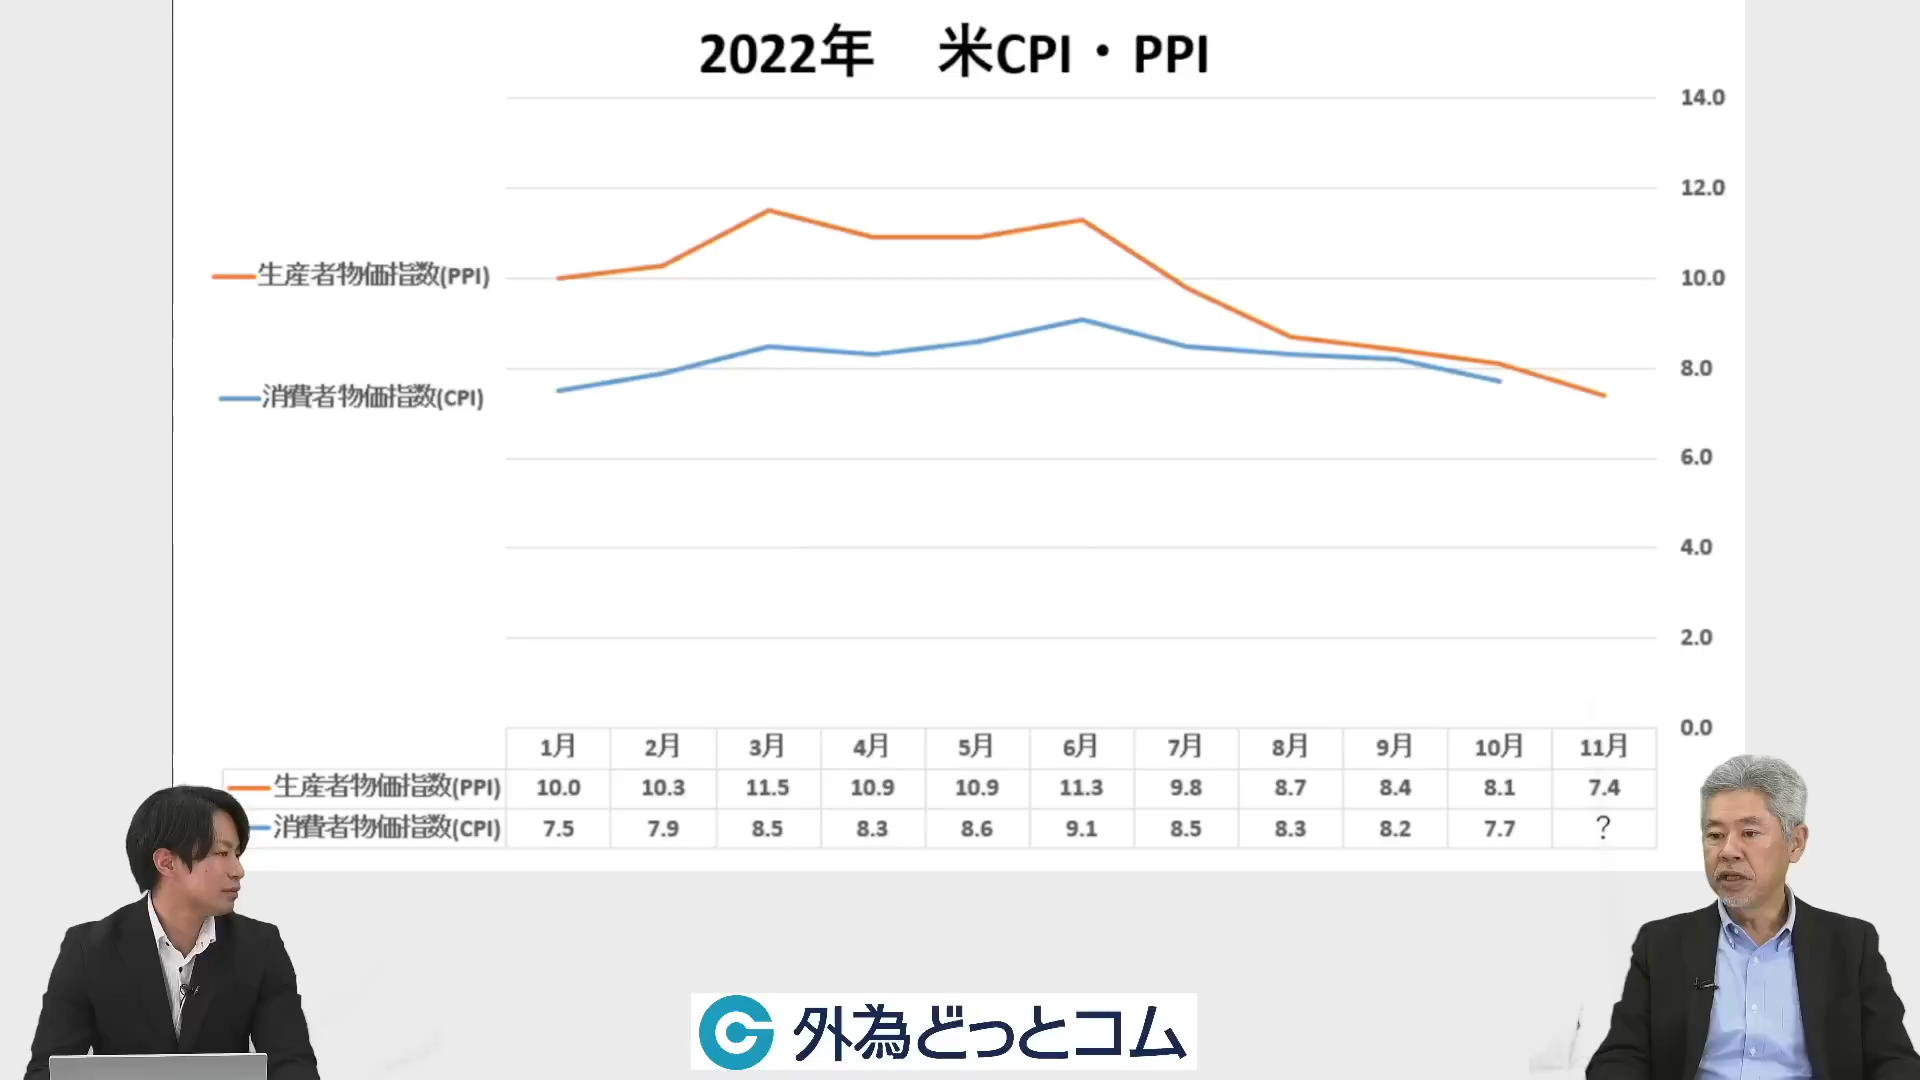 2022年 米CPI・PPI
14.0
12.0
10.0
8.0
6.0
4.0
2.0
0.0
生産者物価指数(PPI)
消費者物価指数(CPI)
1月 2月 3月 4月 5月 6月 7月 8月 9月 10月 11月
生産者物価指数(PPI) 10.0 10.3 11.5 10.9 10.9 11.3 9.8 8.7 8.4 8.1 7.4
消費者物価指数(CPI) 7.5 7.9 8.5 8.3 8.6 9.1 8.5 8.3 8.2 7.7 ?
外為どっとコム